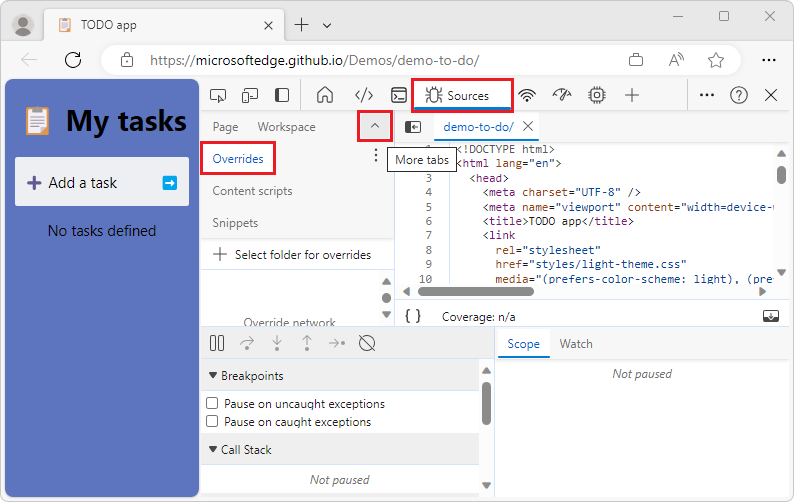 TODO app
https://microsoftedge.github.io/Demos/demo-to-do/
My tasks
Add a task
No tasks defined
Sources
Page
Workspace
Overrides
More tabs
Content scripts
Snippets
Select folder for overrides
Override network
demo-to-do/
<!DOCTYPE html>
<html lang="en">
3 <head>
4 <meta charset="UTF-8" />
5 <meta name="viewport" content="width=device-w
6 <title>TODO app</title>
7 <link
8 rel="stylesheet"
9 href="styles/light-theme.css"
10 media="(prefers-color-scheme: light), (pref
{ } Coverage: n/a
Breakpoints
Pause on uncaught exceptions
Pause on caught exceptions
Call Stack
Not paused
Scope
Watch
Not paused